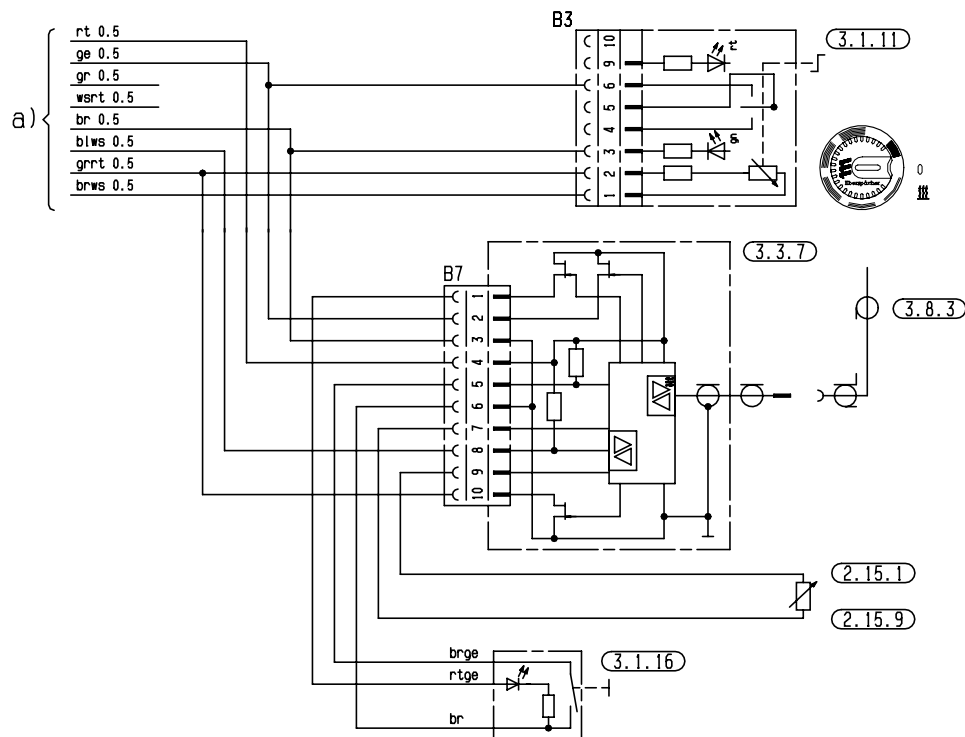 B3
rt 0.5
ge 0.5
gr 0.5
wsrt 0.5
br 0.5
blws 0.5
grrt 0.5
brws 0.5
a)
10
9
6
5
4
3
2
1
rt
gr
3.1.11
Eberspächer
0
3.3.7
B7
1
2
3
4
5
6
7
8
9
10
3.8.3
2.15.1
2.15.9
brge
rtge
br
3.1.16